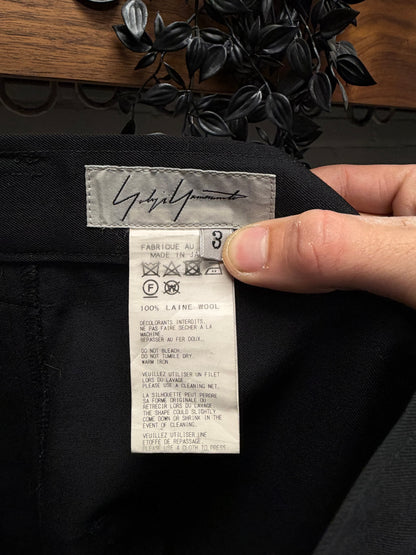 Yohji Yamamoto
3
FABRIQUE AU
MADE IN
F
100% LAINE WOOL
DECOLORANTS INTERDITS.
NE PAS FAIRE SECHER A LA
MACHINE.
REPASSER AU FER DOUX.
DO NOT BLEACH.
DO NOT TUMBLE DRY.
WARM IRON
VEUILLEZ UTILISER UN FILET
LORS DU LAVAGE
PLEASE USE A CLEANING NET.
LA SILHOUETTE PEUT PERDRE
SA FORME ORIGINALE OU
RETRECIR LORS DU LAVAGE
THE SHAPE COULD SLIGHTLY
COME DOWN OR SHRINK IN THE
EVENT OF CLEANING.
VEUILLEZ UTILISER UNE
ETOFFE DE REPASSAGE
PLEASE USE A CLOTH TO PRESS